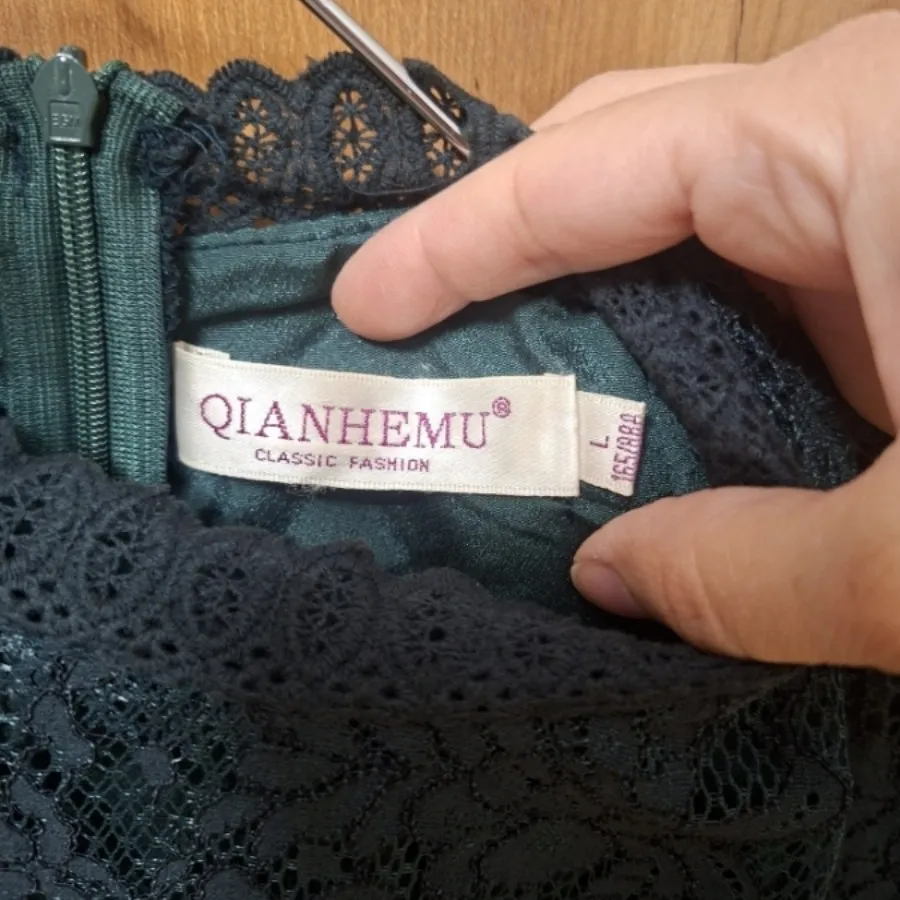 QIANHEMU®
CLASSIC FASHION
L
165/88A